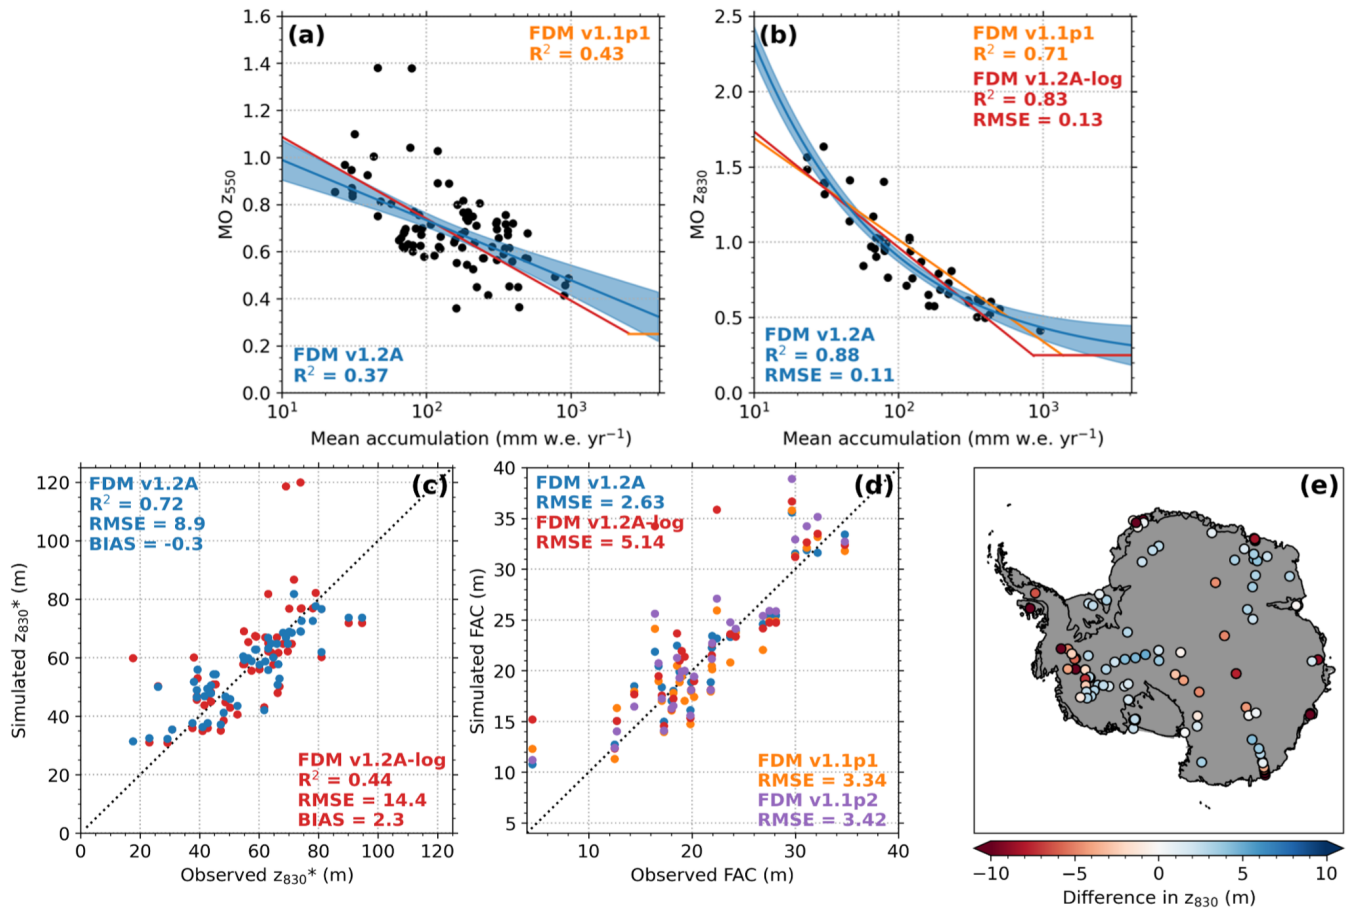 (a)
FDM v1.1p1
R² = 0.43
FDM v1.2A
R² = 0.37
MO z₅₅₀
1.6
1.4
1.2
1.0
0.8
0.6
0.4
0.2
0.0
10¹
10²
10³
Mean accumulation (mm w.e. yr⁻¹)
(b)
FDM v1.1p1
R² = 0.71
FDM v1.2A-log
R² = 0.83
RMSE = 0.13
FDM v1.2A
R² = 0.88
RMSE = 0.11
MO z₈₃₀
2.5
2.0
1.5
1.0
0.5
0.0
10¹
10²
10³
Mean accumulation (mm w.e. yr⁻¹)
(c)
FDM v1.2A
R² = 0.72
RMSE = 8.9
BIAS = -0.3
FDM v1.2A-log
R² = 0.44
RMSE = 14.4
BIAS = 2.3
Simulated z₈₃₀* (m)
120
100
80
60
40
20
0
0
20
40
60
80
100
120
Observed z₈₃₀* (m)
(d)
FDM v1.2A
RMSE = 2.63
FDM v1.2A-log
RMSE = 5.14
FDM v1.1p1
RMSE = 3.34
FDM v1.1p2
RMSE = 3.42
Simulated FAC (m)
40
35
30
25
20
15
10
5
10
20
30
40
Observed FAC (m)
(e)
−10
−5
0
5
10
Difference in z₈₃₀ (m)